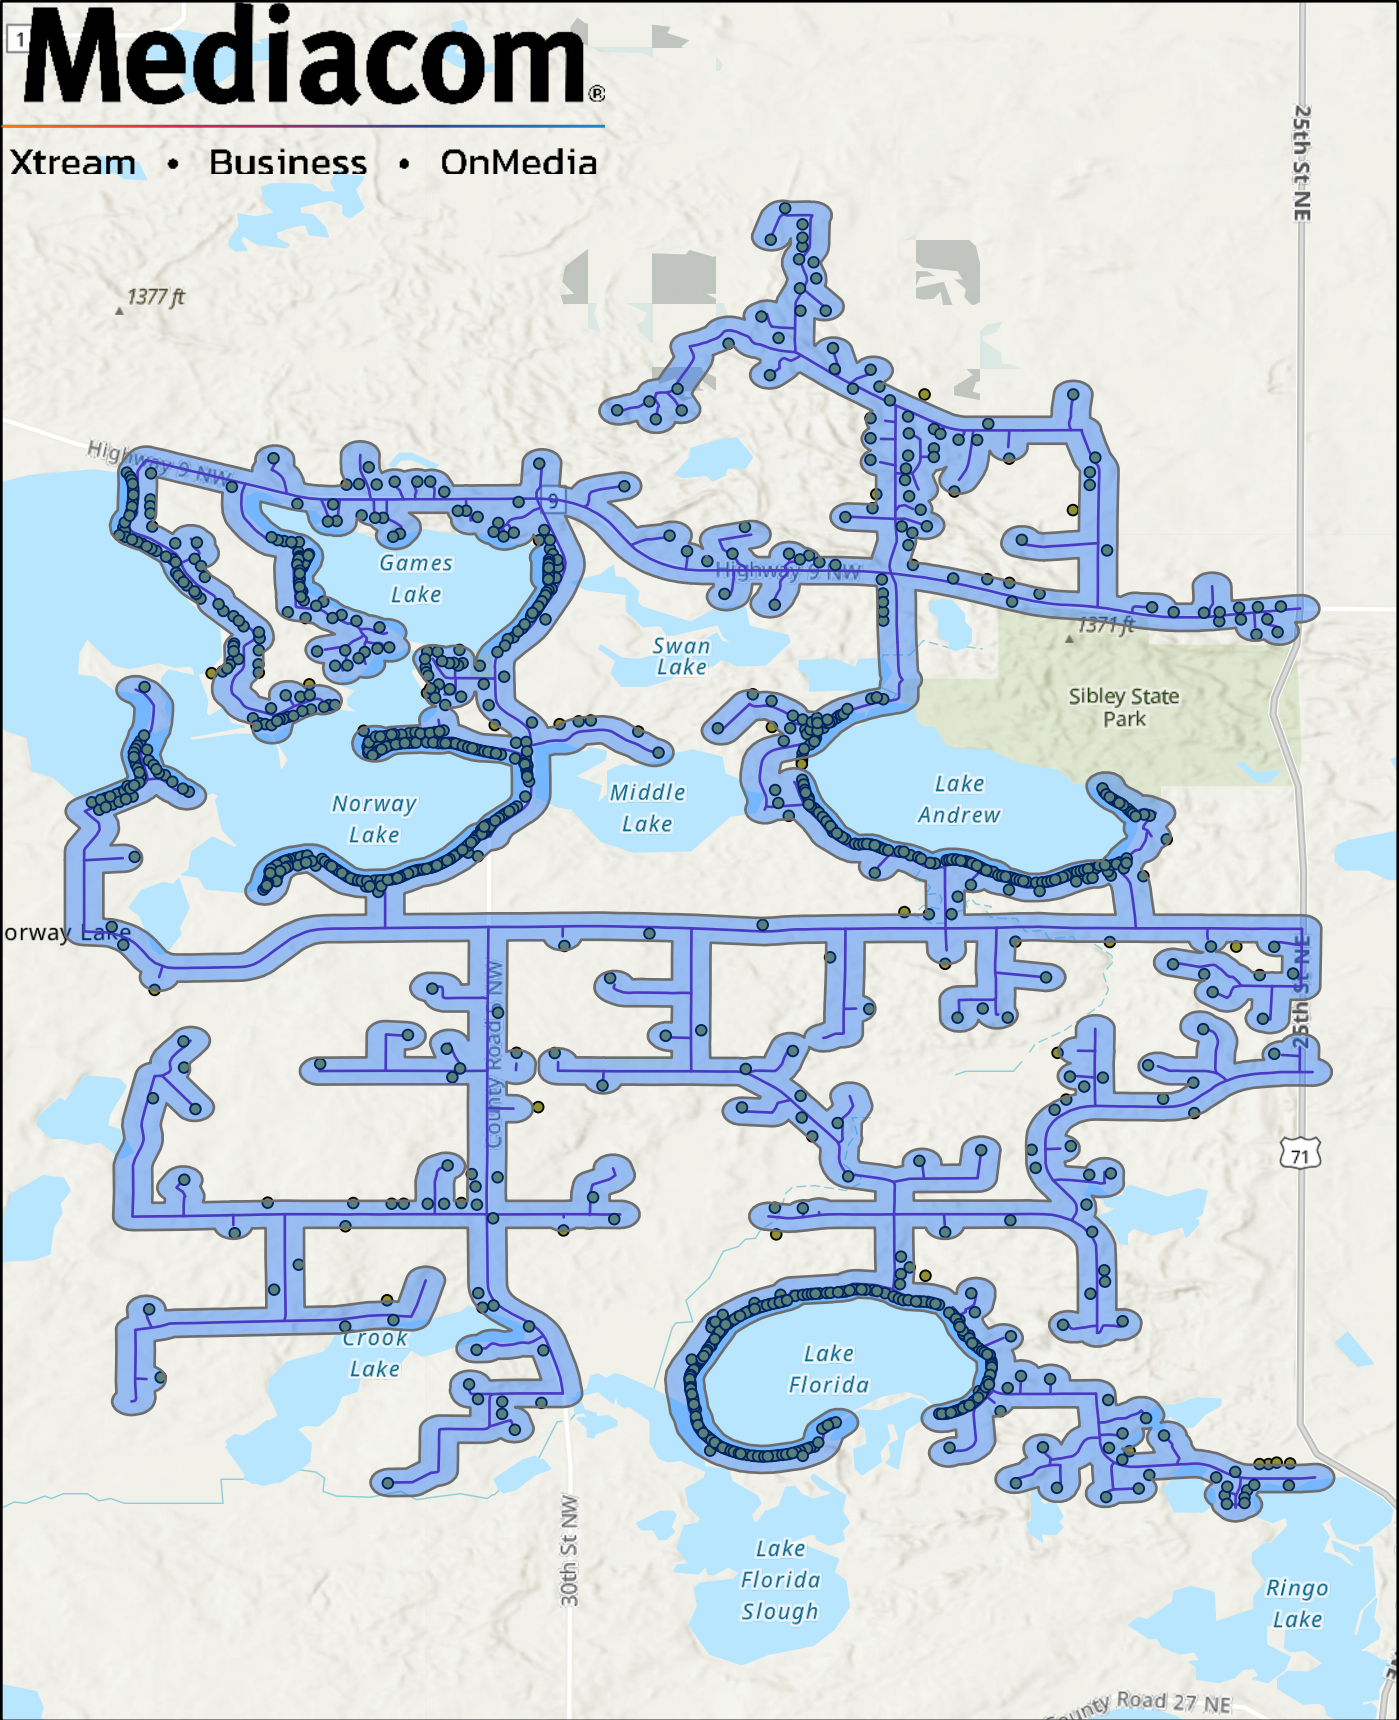 1
Mediacom®
Xtream • Business • OnMedia
25th St NE
1377 ft
Highway 9 NW
9
Games
Lake
Highway 9 NW
1371 ft
Swan
Lake
Sibley State
Park
Norway
Lake
Middle
Lake
Lake
Andrew
orway Lake
25th St NE
County Road 5 NW
71
Crook
Lake
Lake
Florida
30th St NW
Lake
Florida
Slough
Ringo
Lake
ounty Road 27 NE